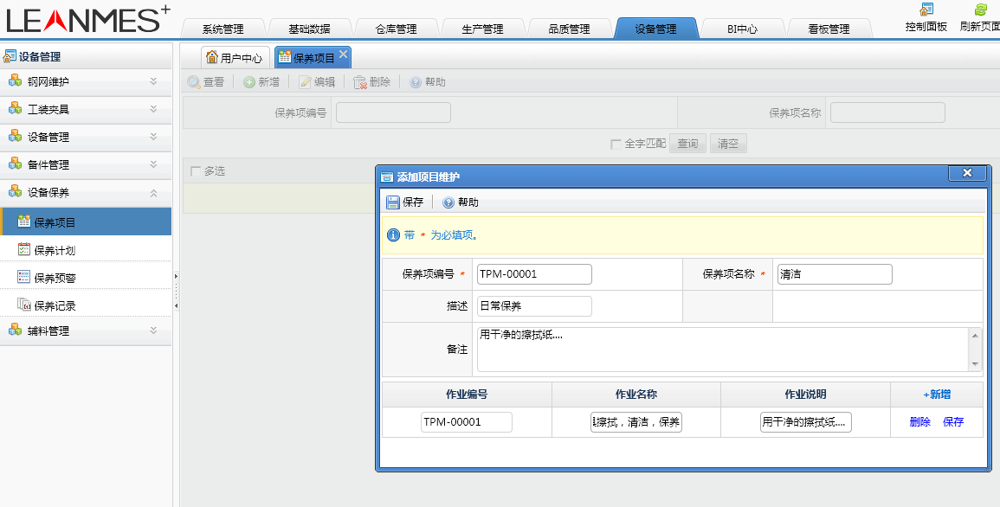 LEANMES+
系统管理 基础数据 仓库管理 生产管理 品质管理 设备管理 BI中心 看板管理 控制面板 刷新页面
设备管理
钢网维护
工装夹具
设备管理
备件管理
设备保养
保养项目
保养计划
保养预警
保养记录
辅料管理
用户中心 保养项目
查看 新增 编辑 删除 帮助
保养项编号 保养项名称
全字匹配 查询 清空
多选
添加项目维护
保存 帮助
带 * 为必填项。
保养项编号 * TPM-00001 保养项名称 * 清洁
描述 日常保养
备注 用干净的擦拭纸....
作业编号 作业名称 作业说明 +新增
TPM-00001 擦拭，清洁，保养 用干净的擦拭纸.... 删除 保存